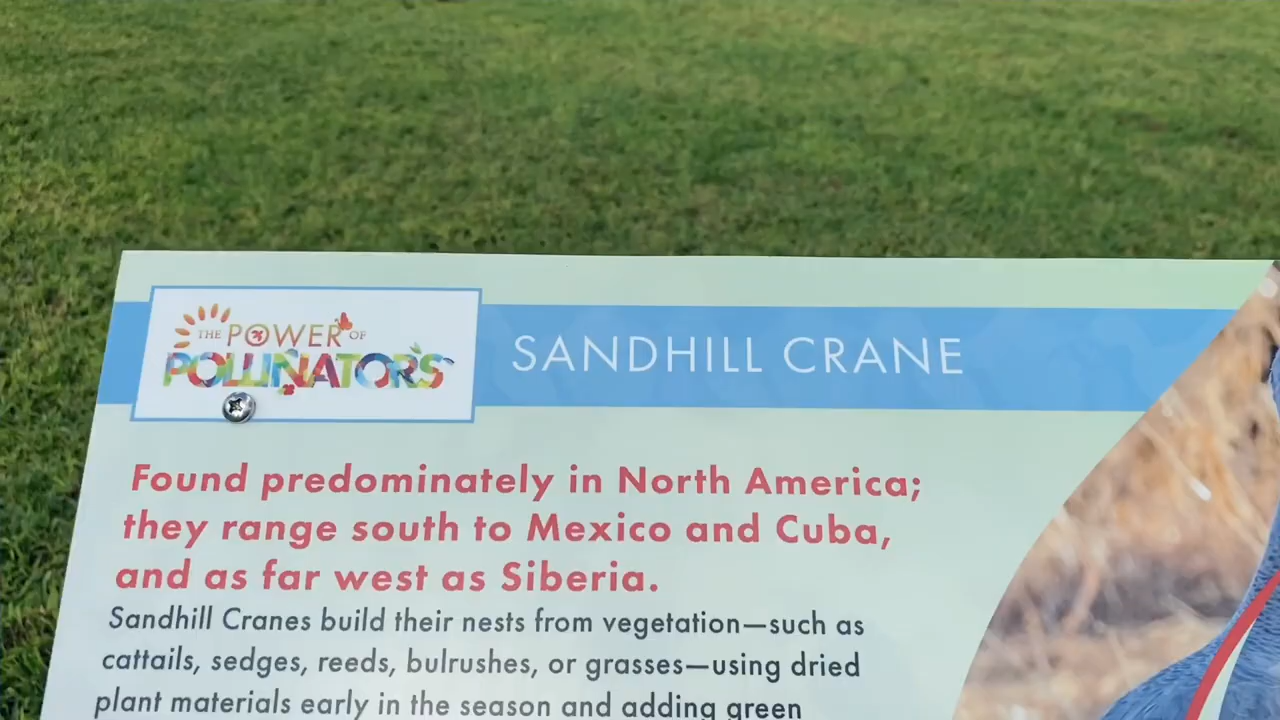 THE POWER OF
POLLINATORS
SANDHILL CRANE
Found predominately in North America;
they range south to Mexico and Cuba,
and as far west as Siberia.
Sandhill Cranes build their nests from vegetation—such as
cattails, sedges, reeds, bulrushes, or grasses—using dried
plant materials early in the season and adding green